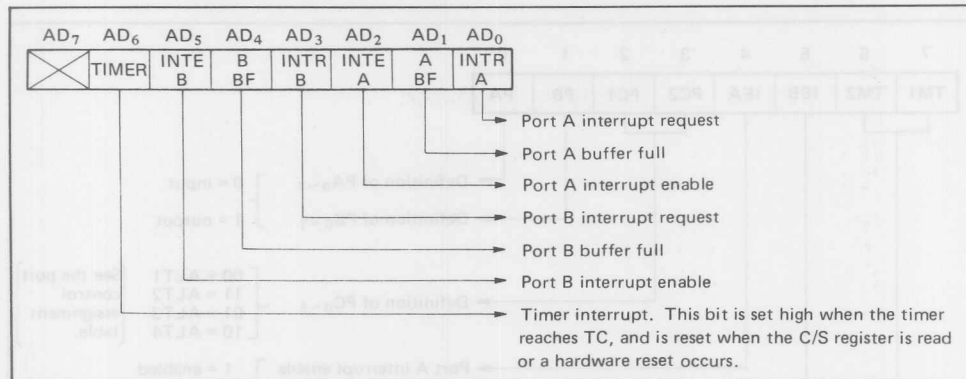 AD7 AD6 AD5 AD4 AD3 AD2 AD1 AD0
TIMER INTE B B BF INTR B INTE A A BF INTR A
Port A interrupt request
Port A buffer full
Port A interrupt enable
Port B interrupt request
Port B buffer full
Port B interrupt enable
Timer interrupt. This bit is set high when the timer
reaches TC, and is reset when the C/S register is read
or a hardware reset occurs.